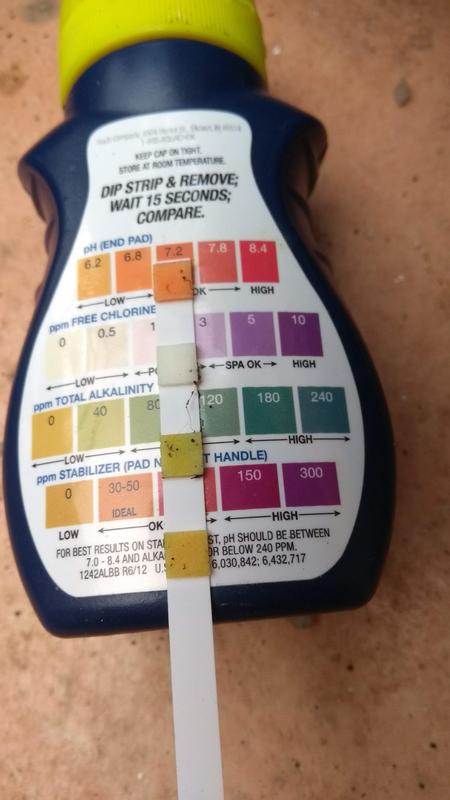 KEEP CAP ON TIGHT.
STORE AT ROOM TEMPERATURE.
DIP STRIP & REMOVE;
WAIT 15 SECONDS;
COMPARE.
pH (END PAD)
6.2 6.8 7.2 7.8 8.4
LOW OK HIGH
ppm FREE CHLORINE
0 0.5 1 3 5 10
LOW SPA OK HIGH
ppm TOTAL ALKALINITY
0 40 80 120 180 240
LOW HIGH
ppm STABILIZER (PAD HANDLE)
0 30-50 150 300
IDEAL
LOW OK HIGH
FOR BEST RESULTS ON pH SHOULD BE BETWEEN
7.0 - 8.4 AND BELOW 240 PPM.
1242ALBB R6/12 6,030,842; 6,432,717